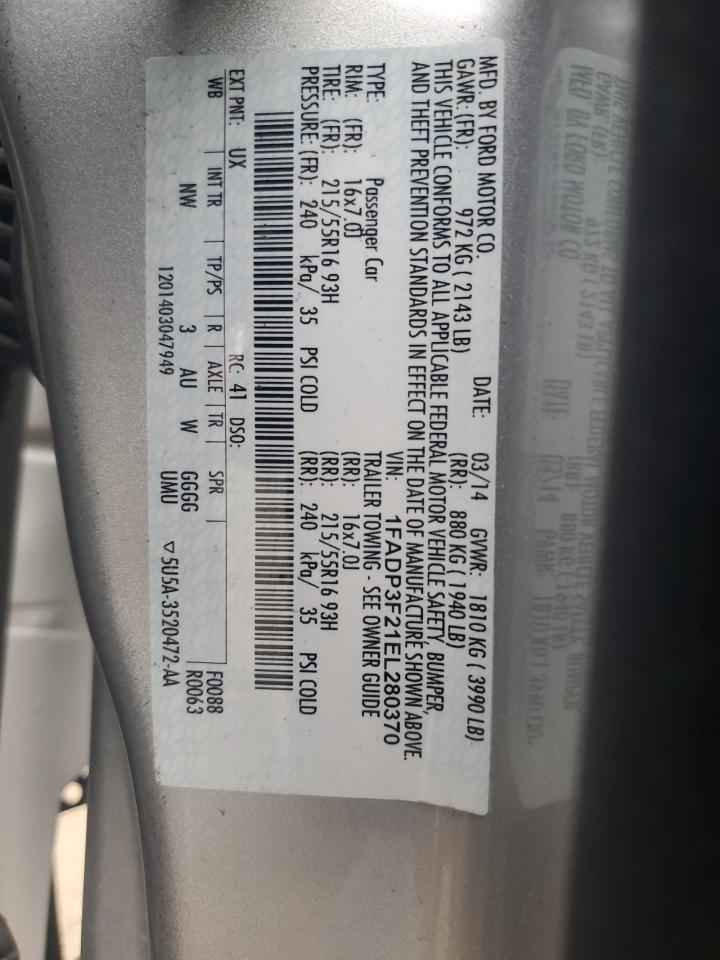 MFD. BY FORD MOTOR CO. DATE: 03/14 GVWR: 1810 KG ( 3990 LB)
GAWR: (FR): 972 KG ( 2143 LB) (RR): 880 KG ( 1940 LB)
THIS VEHICLE CONFORMS TO ALL APPLICABLE FEDERAL MOTOR VEHICLE SAFETY, BUMPER,
AND THEFT PREVENTION STANDARDS IN EFFECT ON THE DATE OF MANUFACTURE SHOWN ABOVE.
VIN: 1FADP3F21EL280370
TYPE: Passenger Car TRAILER TOWING - SEE OWNER GUIDE
RIM: (FR): 16x7.0J (RR): 16x7.0J
TIRE: (FR): 215/55R16 93H (RR): 215/55R16 93H
PRESSURE: (FR): 240 kPa/ 35 PSI COLD (RR): 240 kPa/ 35 PSI COLD
EXT PNT: UX RC: 41 DSO: F0088
WB INT TR TP/PS R AXLE TR SPR R0063
NW 3 AU W GGGG
UMU
1201403047949 ▽5U5A-3520472-AA